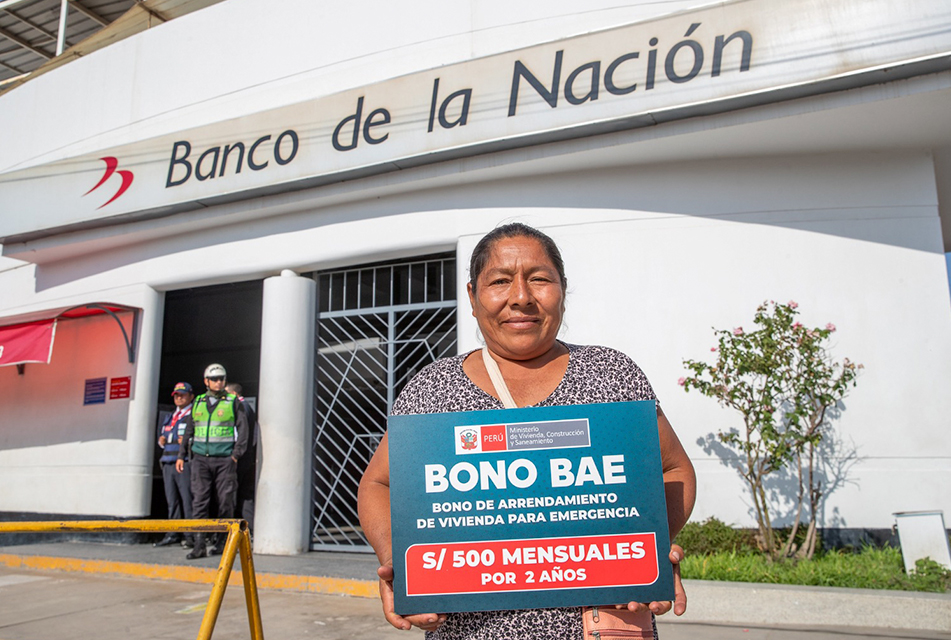 Banco de la Nación
PERÚ
Ministerio
de Vivienda, Construcción
y Saneamiento
BONO BAE
BONO DE ARRENDAMIENTO
DE VIVIENDA PARA EMERGENCIA
S/ 500 MENSUALES
POR 2 AÑOS